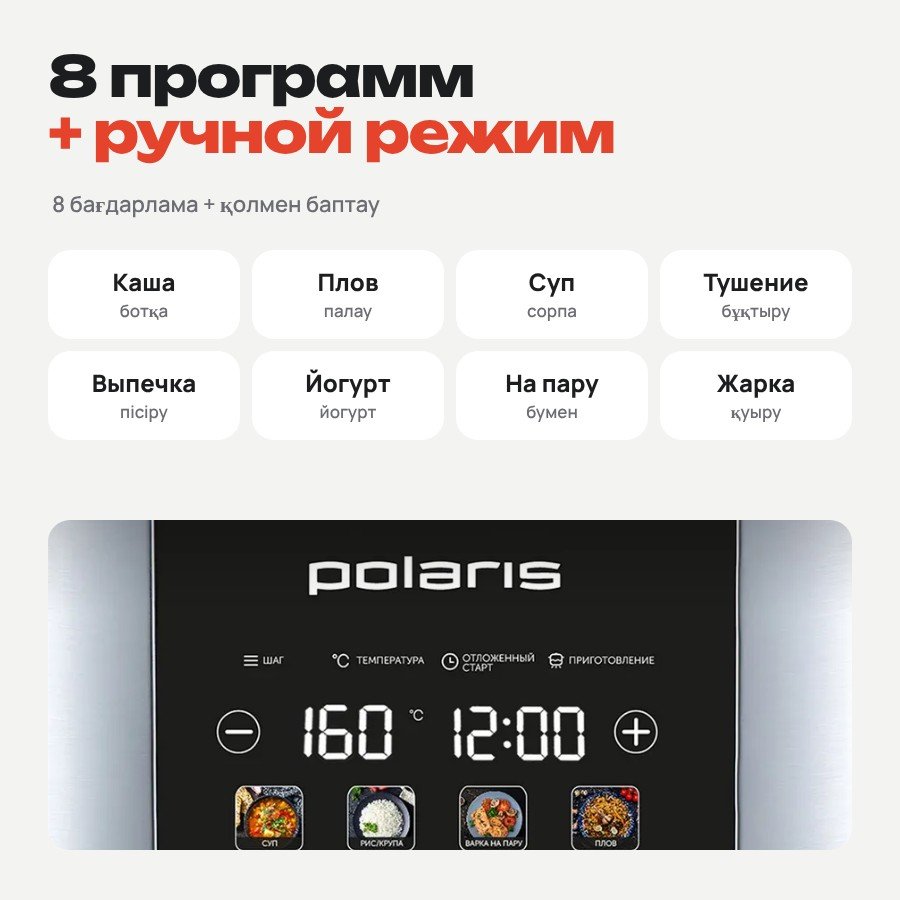 8 программ
+ ручной режим
8 бағдарлама + қолмен баптау
Каша
ботқа
Плов
палау
Суп
сорпа
Тушение
бұқтыру
Выпечка
пісіру
Йогурт
йогурт
На пару
бумен
Жарка
қуыру
polaris
ШАГ
°C ТЕМПЕРАТУРА
ОТЛОЖЕННЫЙ
СТАРТ
ПРИГОТОВЛЕНИЕ
160 °C 12:00
СУП
РИС/КРУПА
ВАРКА НА ПАРУ
ПЛОВ